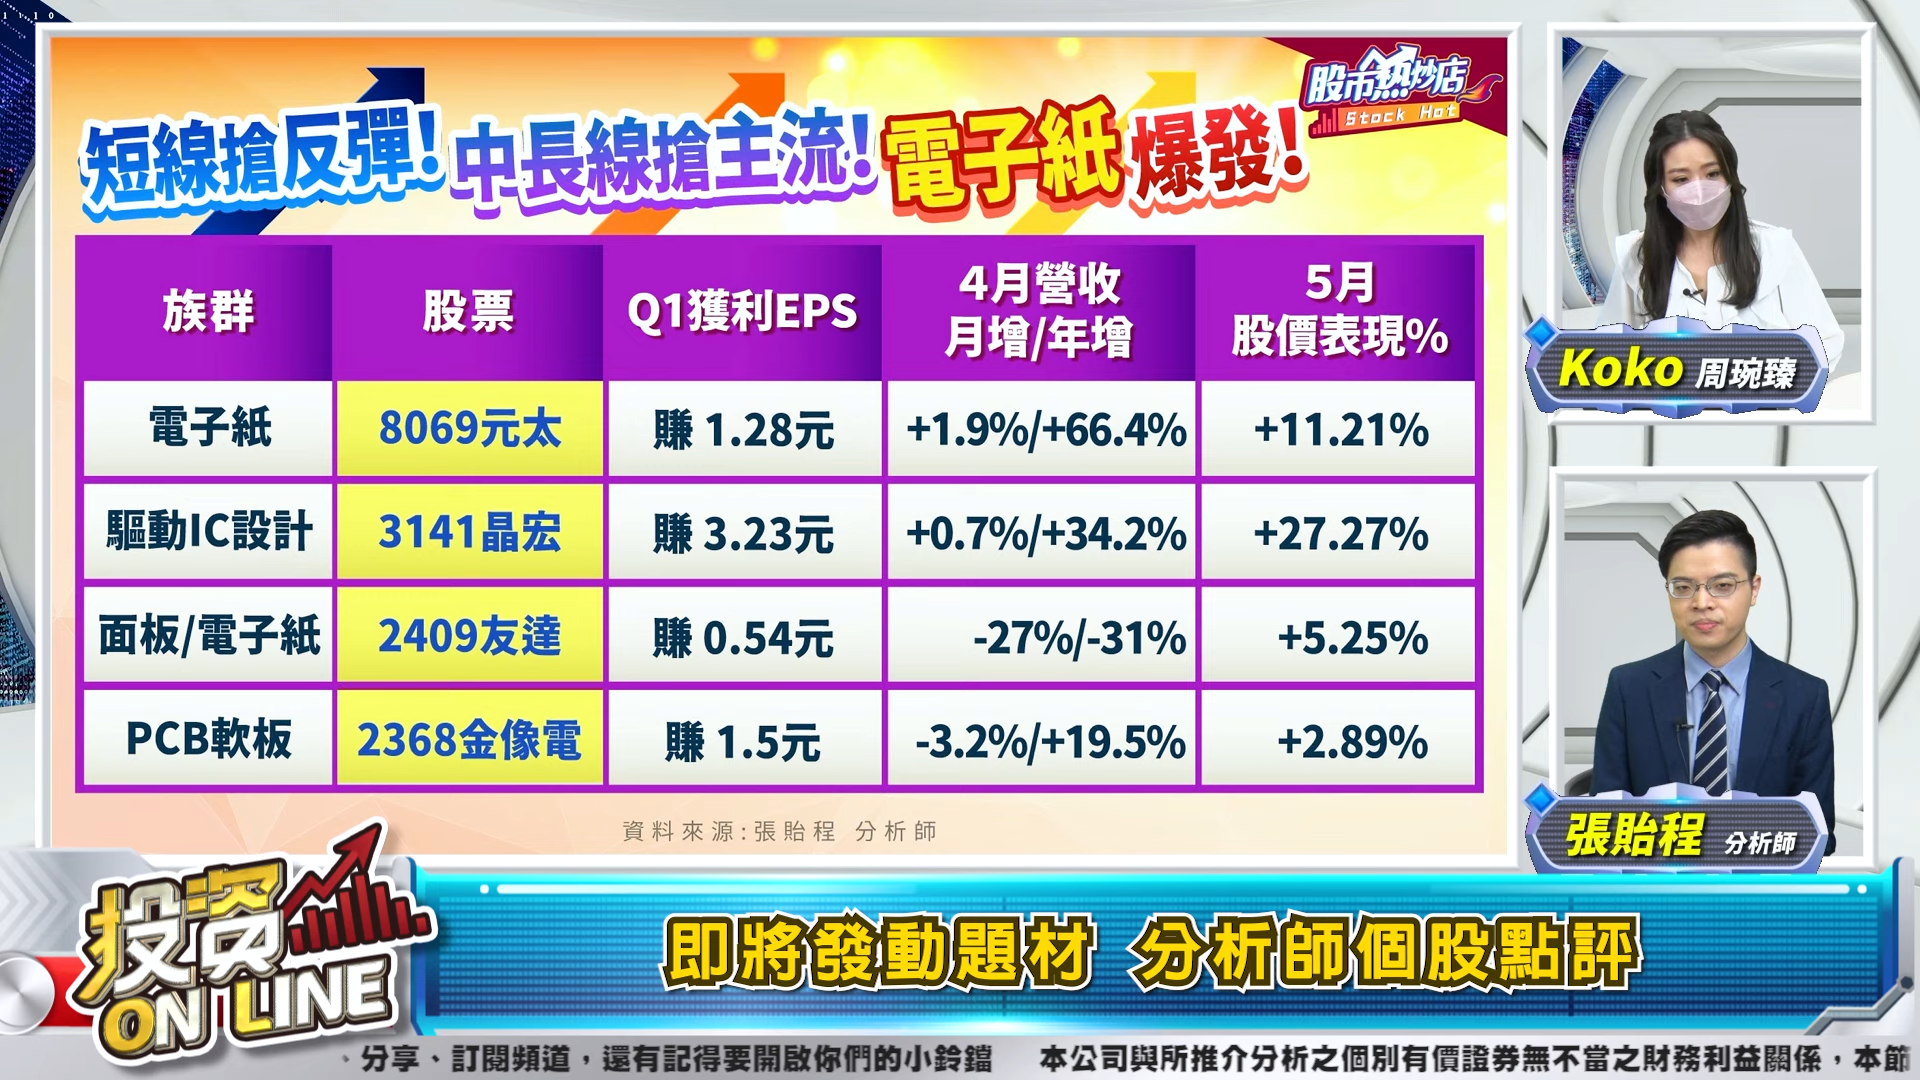 股市熱炒店
Stock Hot
短線搶反彈!中長線搶主流!電子紙爆發!
族群 股票 Q1獲利EPS 4月營收 月增/年增 5月 股價表現%
電子紙 8069元太 賺 1.28元 +1.9%/+66.4% +11.21%
驅動IC設計 3141晶宏 賺 3.23元 +0.7%/+34.2% +27.27%
面板/電子紙 2409友達 賺 0.54元 -27%/-31% +5.25%
PCB軟板 2368金像電 賺 1.5元 -3.2%/+19.5% +2.89%
資料來源:張貽程 分析師
Koko 周琬臻
張貽程 分析師
投資
ON LINE
即將發動題材 分析師個股點評
、分享、訂閱頻道，還有記得要開啟你們的小鈴鐺 本公司與所推介分析之個別有價證券無不當之財務利益關係，本節